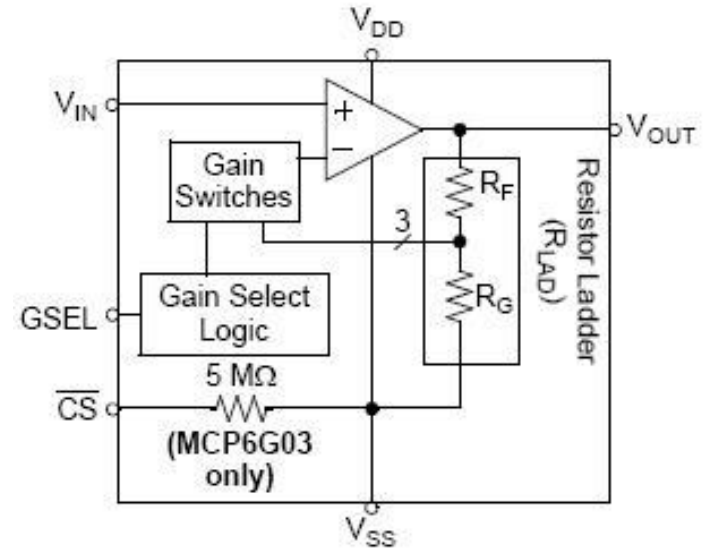 VDD
VIN
+
−
VOUT
Gain
Switches
RF
3
RG
Resistor Ladder
(RLAD)
GSEL
Gain Select
Logic
5 MΩ
C̅S̅
(MCP6G03
only)
VSS